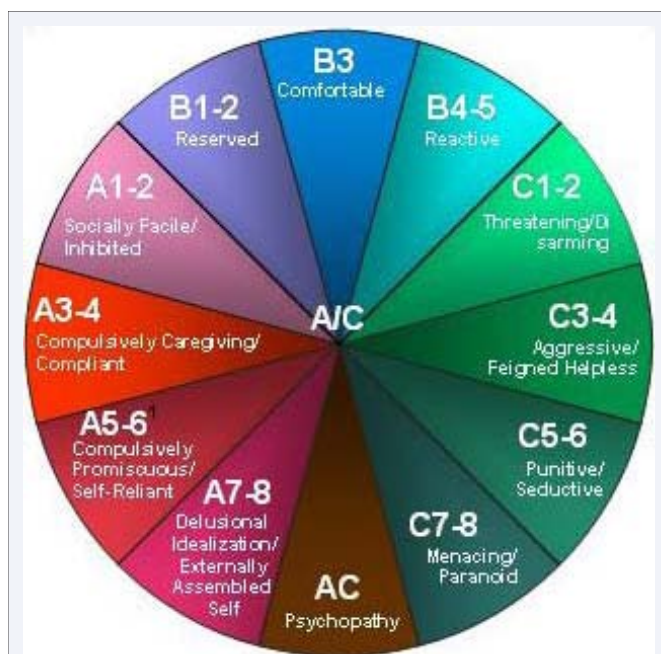 B3
Comfortable
B1-2
Reserved
B4-5
Reactive
A1-2
Socially Facile/
Inhibited
C1-2
Threatening/Di
sarming
A3-4
Compulsively Caregiving/
Compliant
A/C
C3-4
Aggressive/
Feigned Helpless
A5-6¹
Compulsively
Promiscuous/
Self-Reliant
C5-6
Punitive/
Seductive
A7-8
Delusional
Idealization/
Externally
Assembled
Self
C7-8
Menacing/
Paranoid
AC
Psychopathy